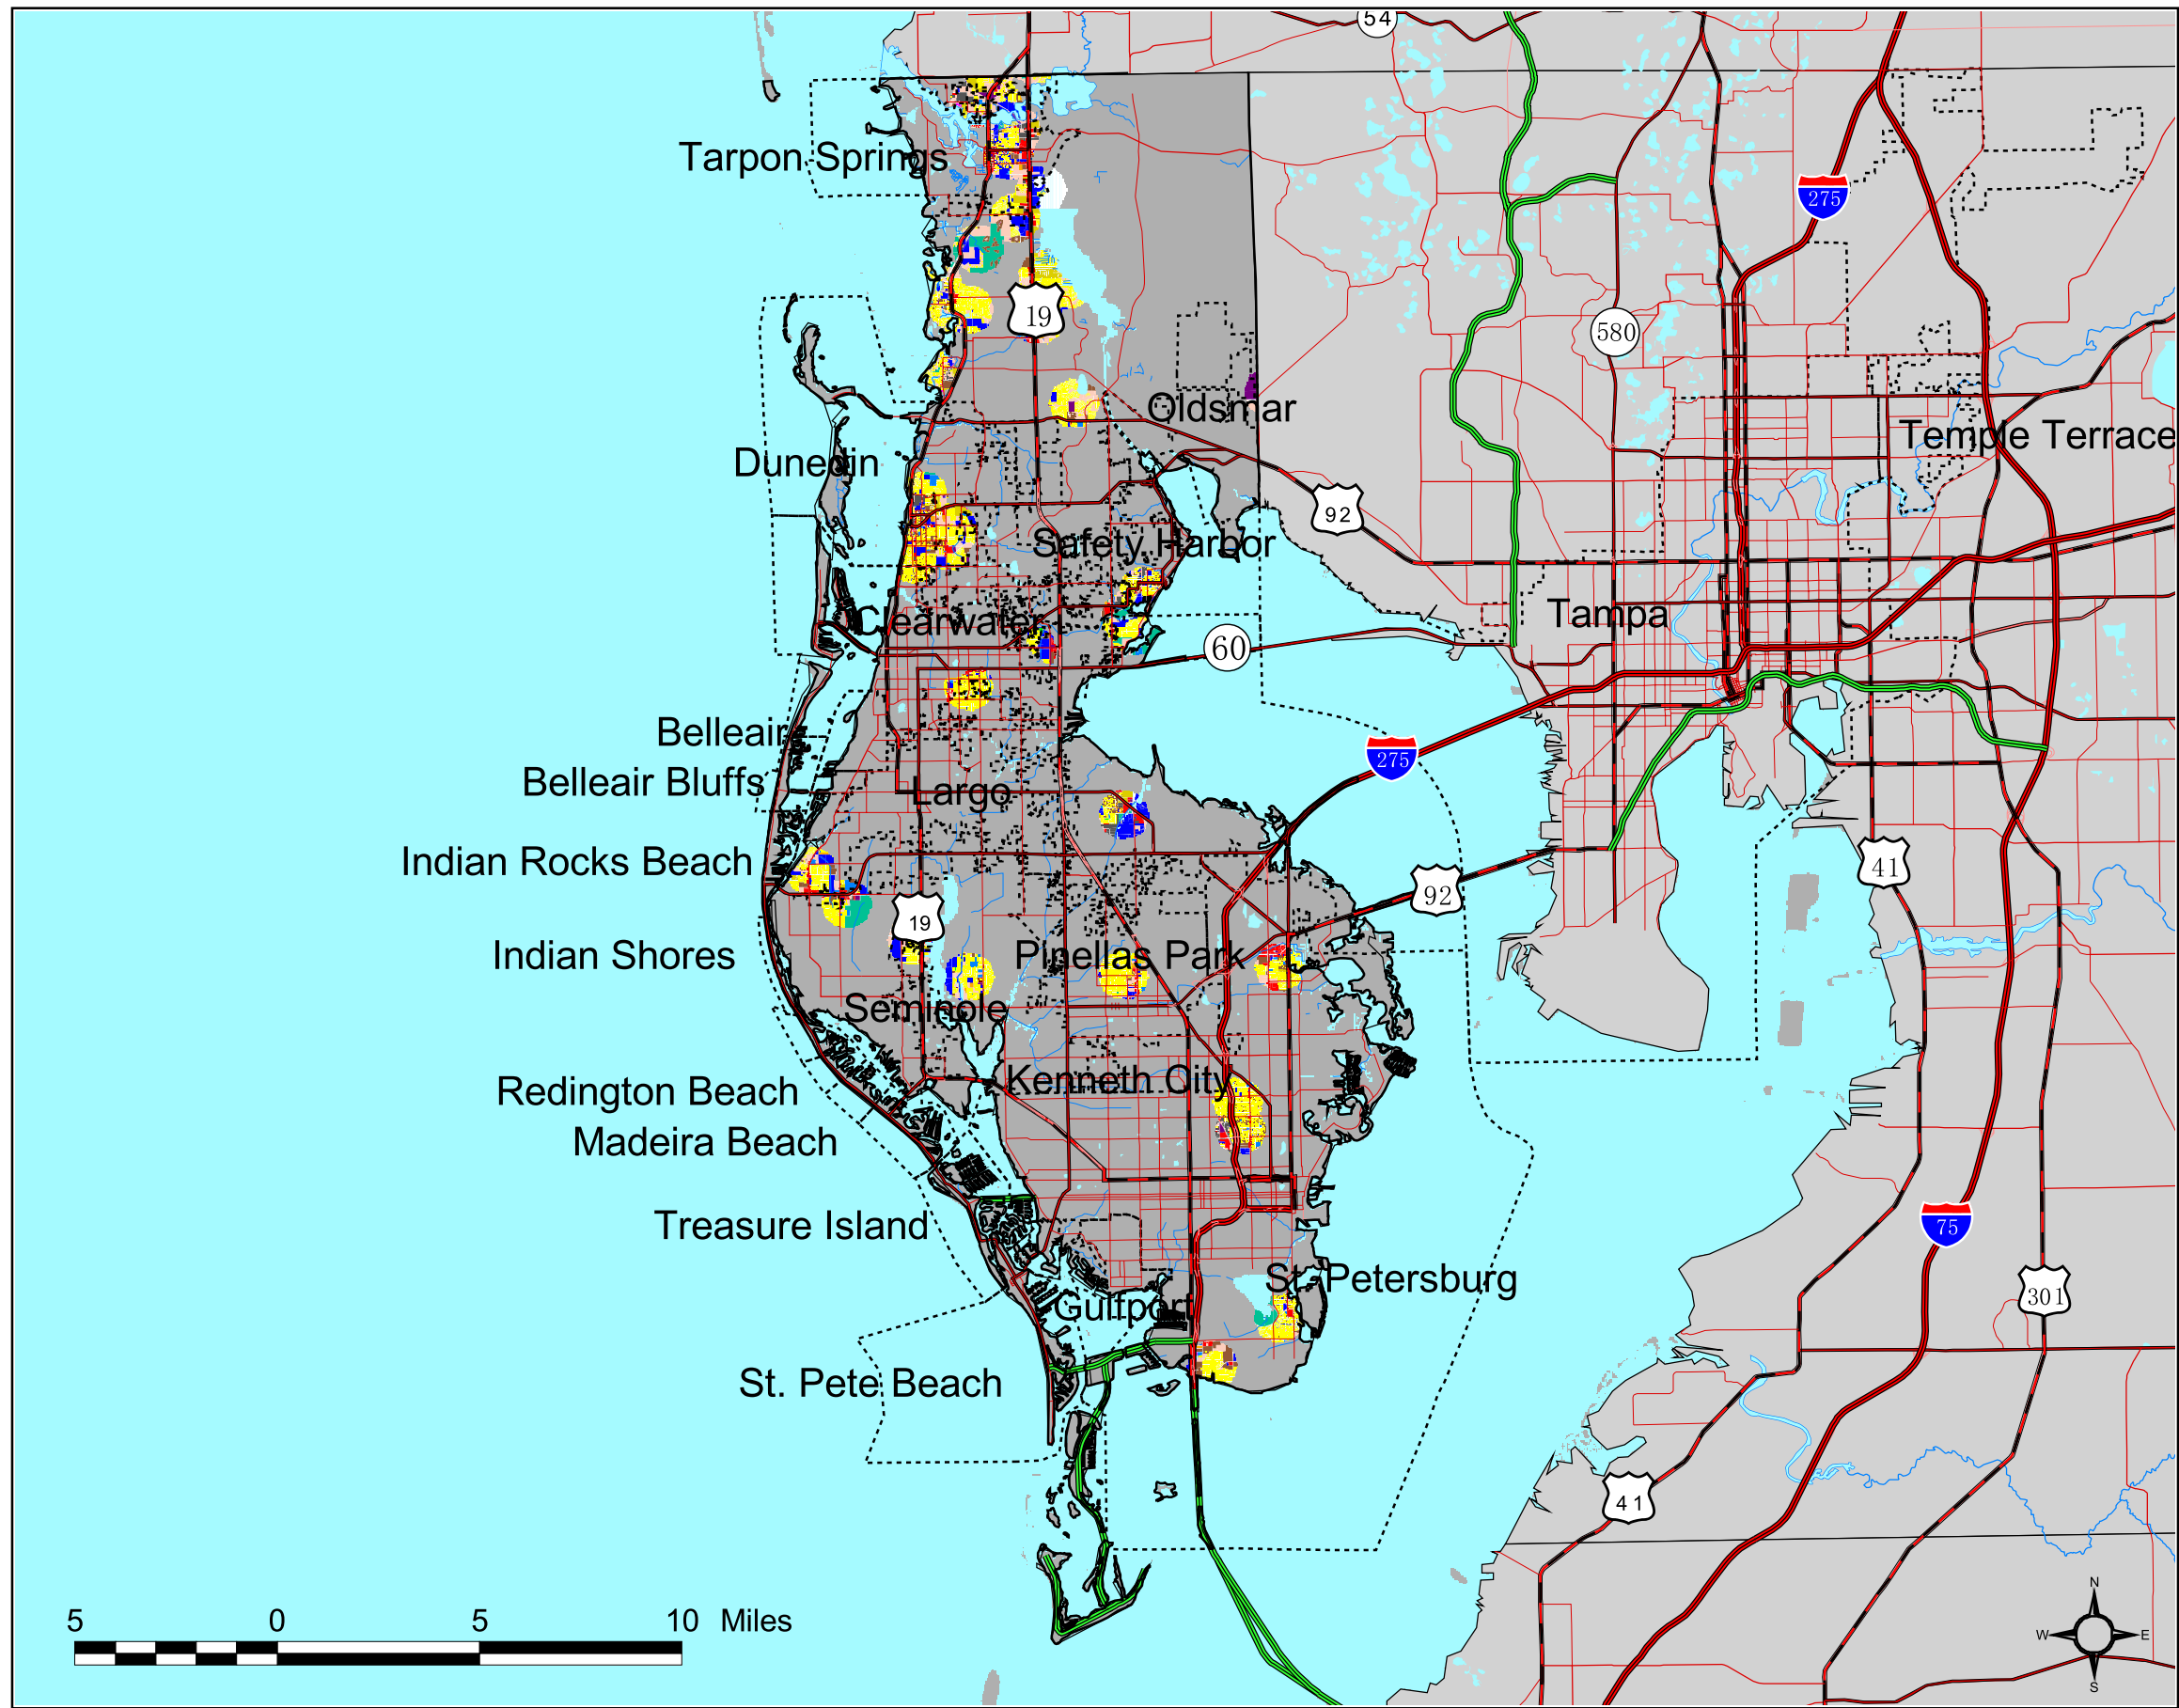 54
Tarpon Springs
275
19
580
Oldsmar
Temple Terrace
Dunedin
92
Safety Harbor
Tampa
Clearwater
60
Belleair
275
Belleair Bluffs
Largo
Indian Rocks Beach
41
92
19
Indian Shores
Pinellas Park
Seminole
Kenneth City
Redington Beach
Madeira Beach
Treasure Island
75
St. Petersburg
301
Gulfport
St. Pete Beach
41
5 0 5 10 Miles
N
W E
S